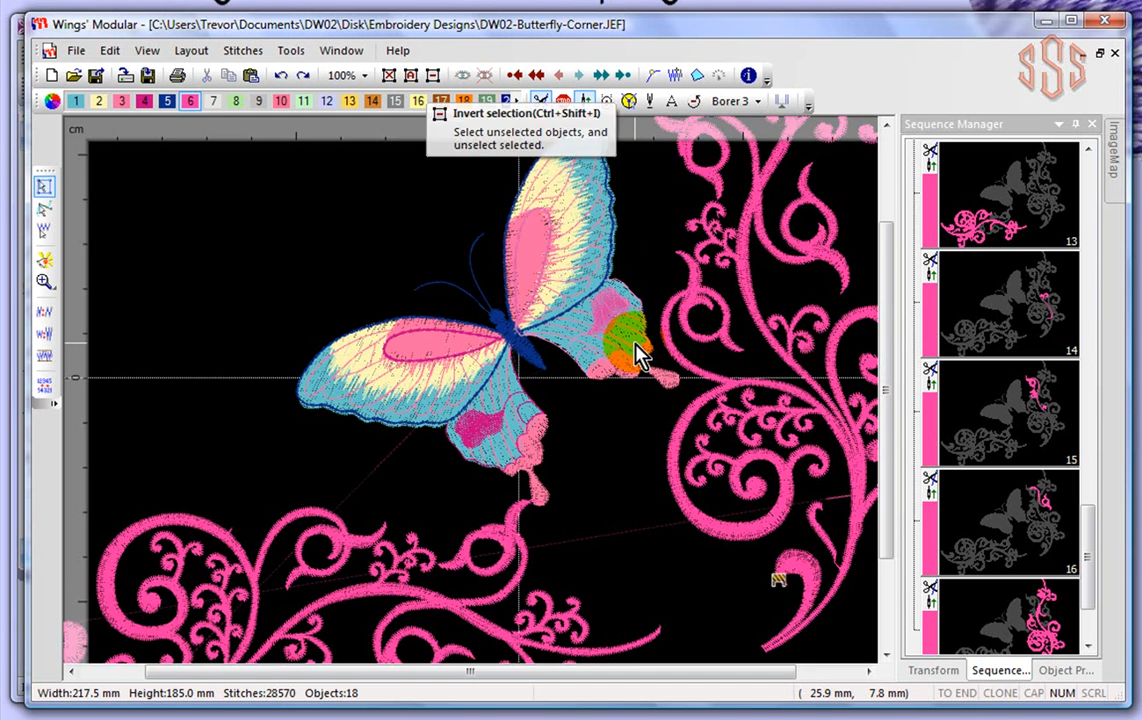 Wings' Modular - [C:\Users\Trevor\Documents\DW02\Disk\Embroidery Designs\DW02-Butterfly-Corner.JEF]
File Edit View Layout Stitches Tools Window Help
100%
1 2 3 4 5 6 7 8 9 10 11 12 13 14 15 16 17 18 19 2 Borer 3
Invert selection(Ctrl+Shift+I)
Select unselected objects, and
unselect selected.
SSS
cm
0
Sequence Manager
ImageMap
13
14
15
16
Transform Sequence... Object Pr...
Width:217.5 mm Height:185.0 mm Stitches:28570 Objects:18 ( 25.9 mm, 7.8 mm) TO END CLONE CAP NUM SCRL